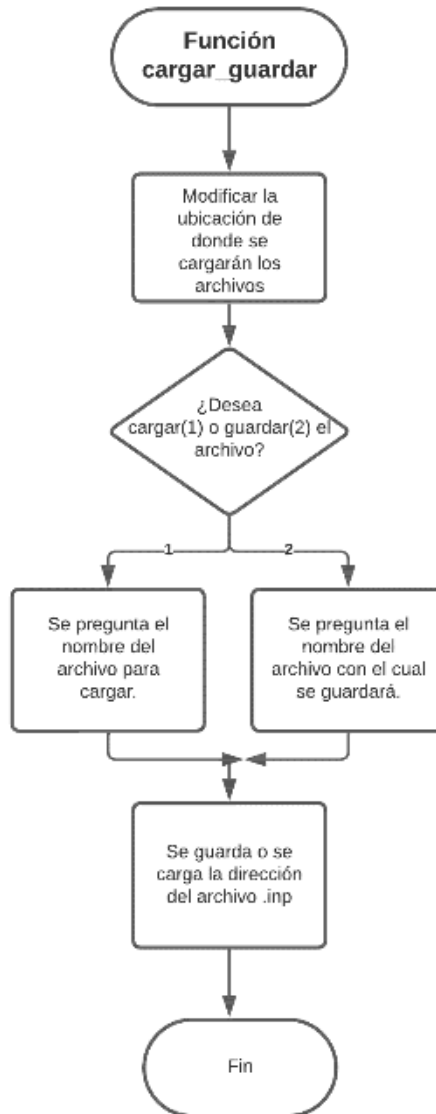 Función
cargar_guardar
Modificar la
ubicación de
donde se
cargarán los
archivos
¿Desea
cargar(1) o guardar(2) el
archivo?
1
2
Se pregunta el
nombre del
archivo para
cargar.
Se pregunta el
nombre del
archivo con el cual
se guardará.
Se guarda o se
carga la dirección
del archivo .inp
Fin